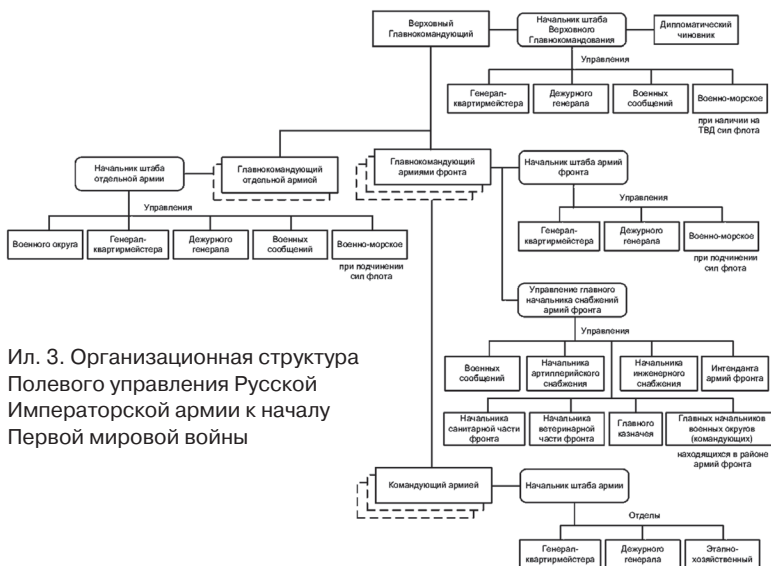 Верховный
Главнокомандующий
Начальник штаба
Верховного
Главнокомандования
Дипломатический
чиновник
Управления
Генерал-
квартирмейстера
Дежурного
генерала
Военных
сообщений
Военно-морское
при наличии на
ТВД сил флота
Начальник штаба
отдельной армии
Главнокомандующий
отдельной армией
Главнокомандующий
армиями фронта
Начальник штаба армий
фронта
Управления
Военного округа
Генерал-
квартирмейстера
Дежурного
генерала
Военных
сообщений
Военно-морское
при подчинении
сил флота
Управления
Генерал-
квартирмейстера
Дежурного
генерала
Военно-морское
при подчинении
сил флота
Управление главного
начальника снабжений
армий фронта
Управления
Военных
сообщений
Начальника
артиллерийского
снабжения
Начальника
инженерного
снабжения
Интенданта
армий фронта
Начальника
санитарной части
фронта
Начальника
ветеринарной
части фронта
Главного
казначея
Главных начальников
военных округов
(командующих)
находящихся в районе
армий фронта
Ил. 3. Организационная структура
Полевого управления Русской
Императорской армии к началу
Первой мировой войны
Командующий армией
Начальник штаба армии
Отделы
Генерал-
квартирмейстера
Дежурного
генерала
Этапно-
хозяйственный